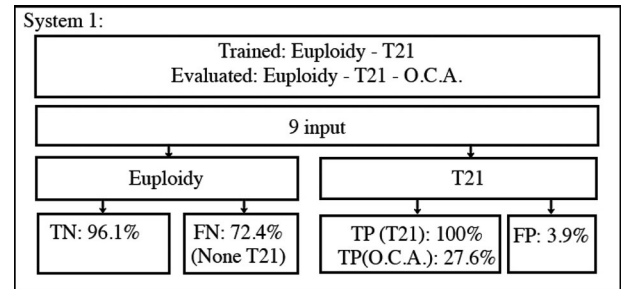 System 1:
Trained: Euploidy - T21
Evaluated: Euploidy - T21 - O.C.A.
9 input
Euploidy
T21
TN: 96.1%
FN: 72.4%
(None T21)
TP (T21): 100%
TP(O.C.A.): 27.6%
FP: 3.9%